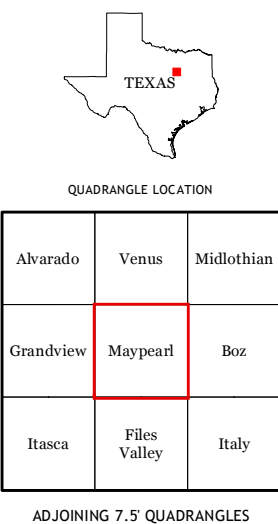 TEXAS
QUADRANGLE LOCATION
Alvarado
Venus
Midlothian
Grandview
Maypearl
Boz
Itasca
Files
Valley
Italy
ADJOINING 7.5' QUADRANGLES